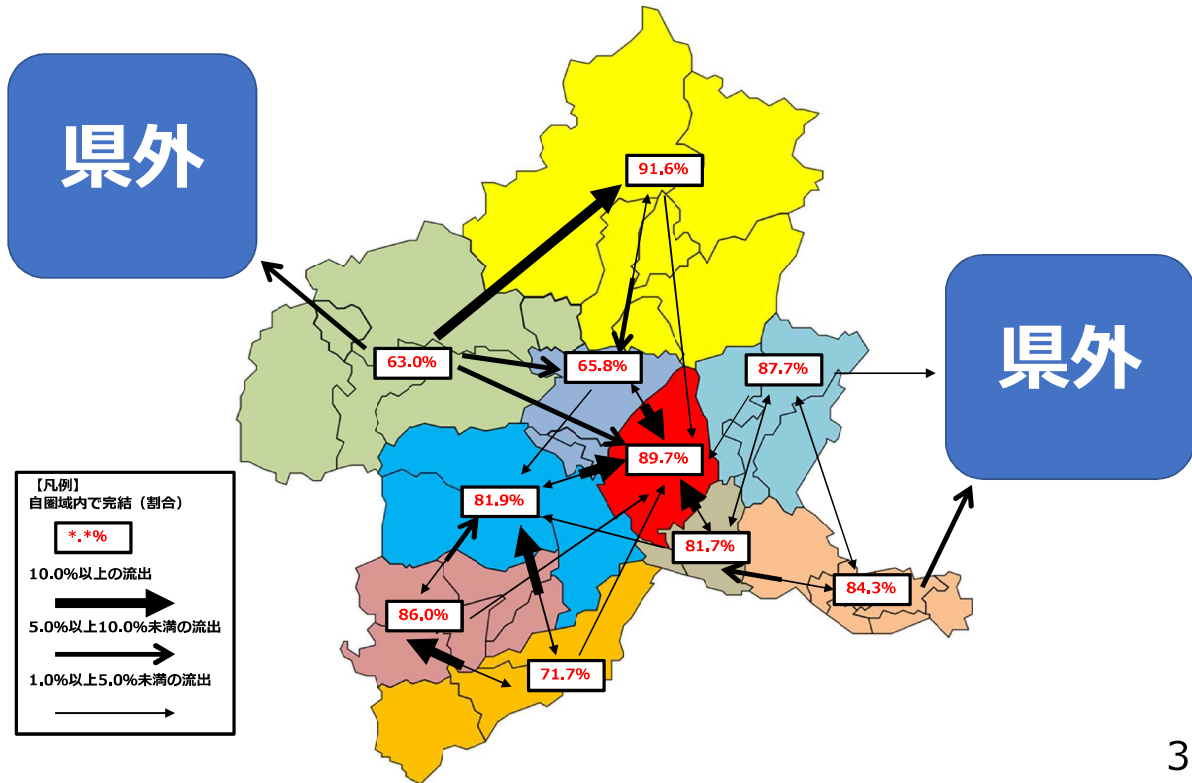 県外
91.6%
63.0%
65.8%
87.7%
県外
89.7%
81.9%
81.7%
84.3%
86.0%
71.7%
【凡例】
自圏域内で完結（割合）
*.*%
10.0%以上の流出
5.0%以上10.0%未満の流出
1.0%以上5.0%未満の流出
3